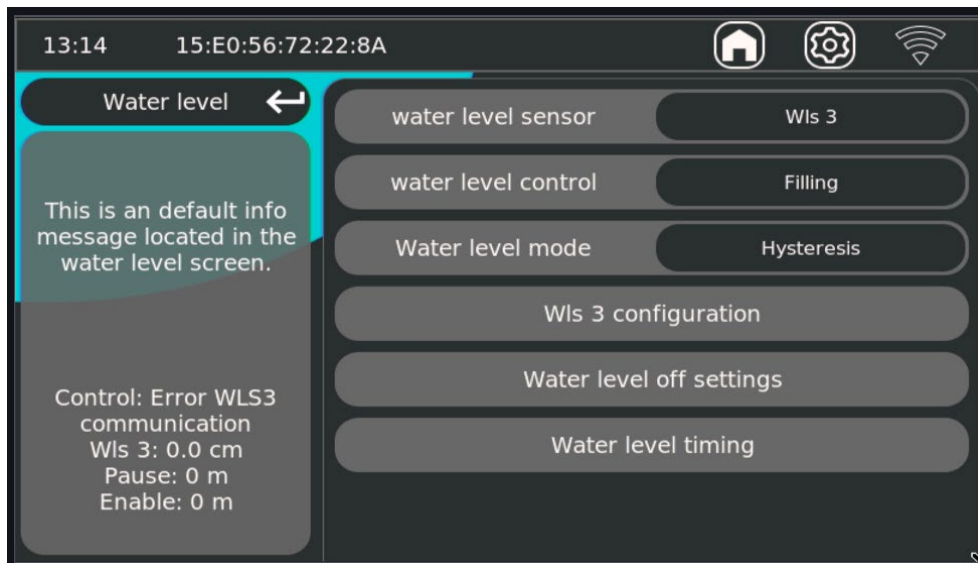 13:14 15:E0:56:72:22:8A
Water level
This is an default info
message located in the
water level screen.
Control: Error WLS3
communication
Wls 3: 0.0 cm
Pause: 0 m
Enable: 0 m
water level sensor Wls 3
water level control Filling
Water level mode Hysteresis
Wls 3 configuration
Water level off settings
Water level timing